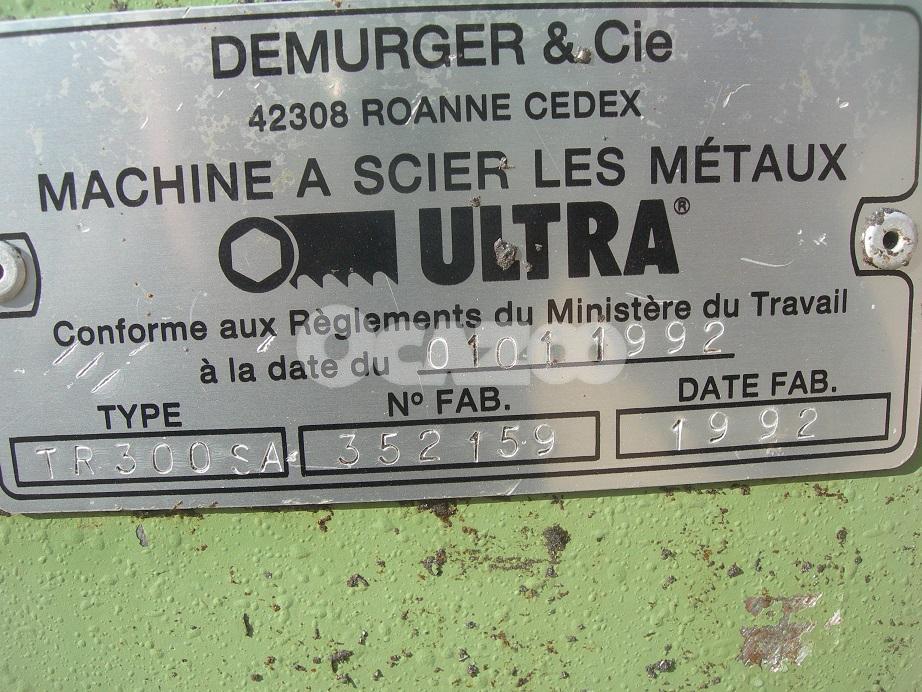 DEMURGER & Cie
42308 ROANNE CEDEX
MACHINE A SCIER LES MÉTAUX
ULTRA®
Conforme aux Règlements du Ministère du Travail
à la date du 01011992
TYPE N° FAB. DATE FAB.
TR300SA 352159 1992
Ocazoo